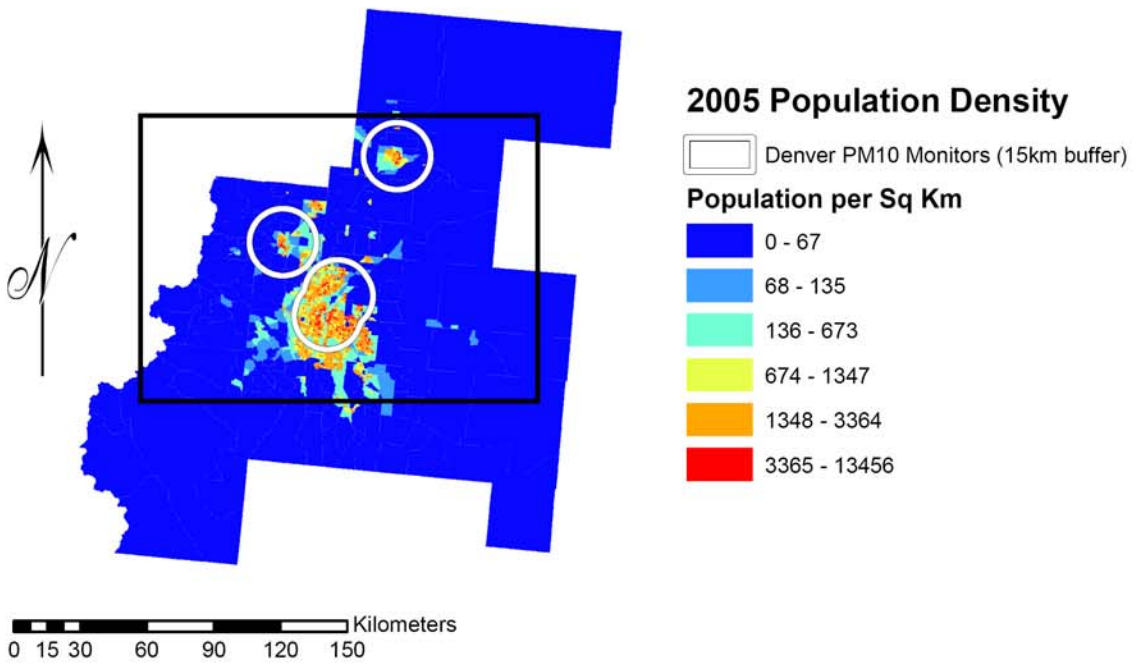 2005 Population Density
Denver PM10 Monitors (15km buffer)
Population per Sq Km
0 - 67
68 - 135
136 - 673
674 - 1347
1348 - 3364
3365 - 13456
N
Kilometers
0 15 30 60 90 120 150